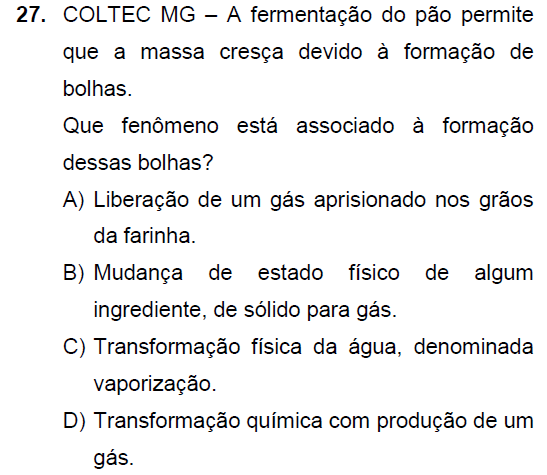 27. COLTEC MG – A fermentação do pão permite
que a massa cresça devido à formação de
bolhas.
Que fenômeno está associado à formação
dessas bolhas?
A) Liberação de um gás aprisionado nos grãos
da farinha.
B) Mudança de estado físico de algum
ingrediente, de sólido para gás.
C) Transformação física da água, denominada
vaporização.
D) Transformação química com produção de um
gás.